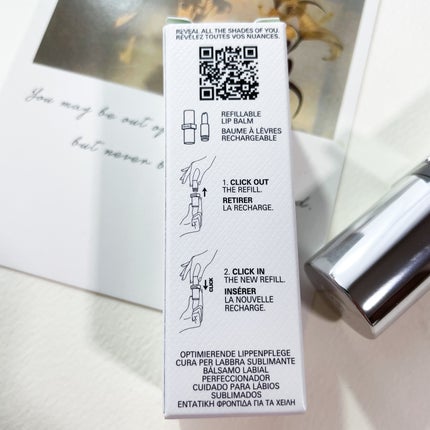 REVEAL ALL THE SHADES OF YOU.
RÉVÉLEZ TOUTES VOS NUANCES.
REFILLABLE
LIP BALM
BAUME À LÈVRES
RECHARGEABLE
1. CLICK OUT
THE REFILL.
RETIRER
LA RECHARGE.
2. CLICK IN
THE NEW REFILL.
INSÉRER
LA NOUVELLE
RECHARGE.
CLICK
OPTIMIERENDE LIPPENPFLEGE
CURA PER LABBRA SUBLIMANTE
BÁLSAMO LABIAL
PERFECCIONADOR
CUIDADO PARA LÁBIOS
SUBLIMADOS
ΕΝΤΑΤΙΚΗ ΦΡΟΝΤΙΔΑ ΓΙΑ ΤΑ ΧΕΙΛΗ
You may be out of
but never